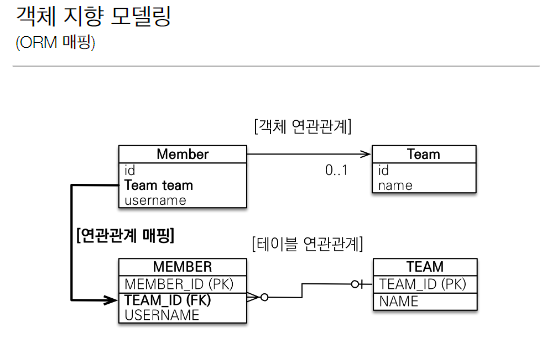 객체 지향 모델링
(ORM 매핑)
[객체 연관관계]
Member
id
Team team
username
0..1
Team
id
name
[연관관계 매핑]
[테이블 연관관계]
MEMBER
MEMBER_ID (PK)
TEAM_ID (FK)
USERNAME
TEAM
TEAM_ID (PK)
NAME